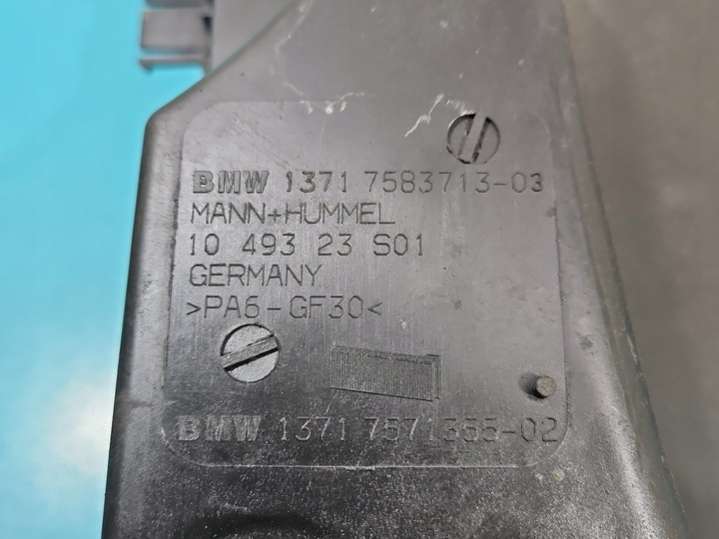 BMW 1371 7583713-03
MANN+HUMMEL
10 493 23 S01
GERMANY
>PA6-GF30<
BMW 1371 7571355-02